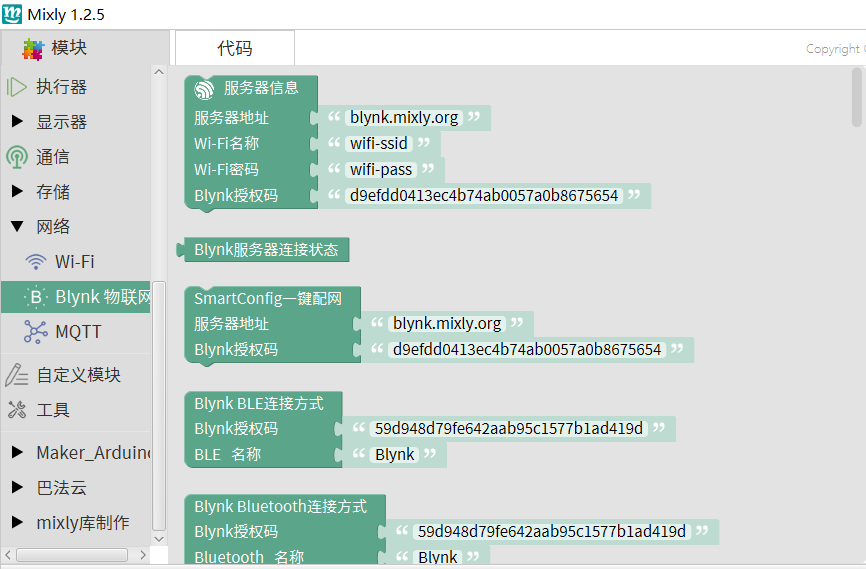 Mixly 1.2.5
模块
代码
Copyright
执行器
显示器
通信
存储
网络
Wi-Fi
B Blynk 物联网
MQTT
自定义模块
工具
Maker_Arduino
巴法云
mixly库制作
服务器信息
服务器地址 “ blynk.mixly.org ”
Wi-Fi名称 “ wifi-ssid ”
Wi-Fi密码 “ wifi-pass ”
Blynk授权码 “ d9efdd0413ec4b74ab0057a0b8675654 ”
Blynk服务器连接状态
SmartConfig一键配网
服务器地址 “ blynk.mixly.org ”
Blynk授权码 “ d9efdd0413ec4b74ab0057a0b8675654 ”
Blynk BLE连接方式
Blynk授权码 “ 59d948d79fe642aab95c1577b1ad419d ”
BLE 名称 “ Blynk ”
Blynk Bluetooth连接方式
Blynk授权码 “ 59d948d79fe642aab95c1577b1ad419d ”
Bluetooth 名称 “ Blynk ”